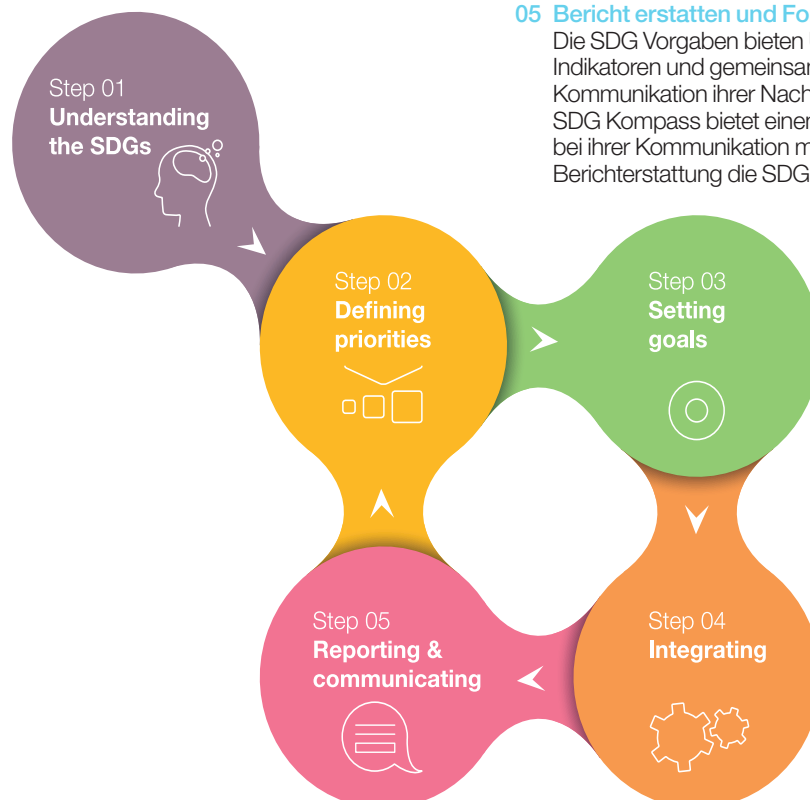 05 Bericht erstatten und Fo
Die SDG Vorgaben bieten
Indikatoren und
Kommunikation ihrer Nach
SDG Kompass bietet
bei ihrer Kommunikation
Berichterstattung die SDG
Step 01
Understanding
the SDGs
Step 02
Defining
priorities
Step 03
Setting
goals
Step 05
Reporting &
communicating
Step 04
Integrating